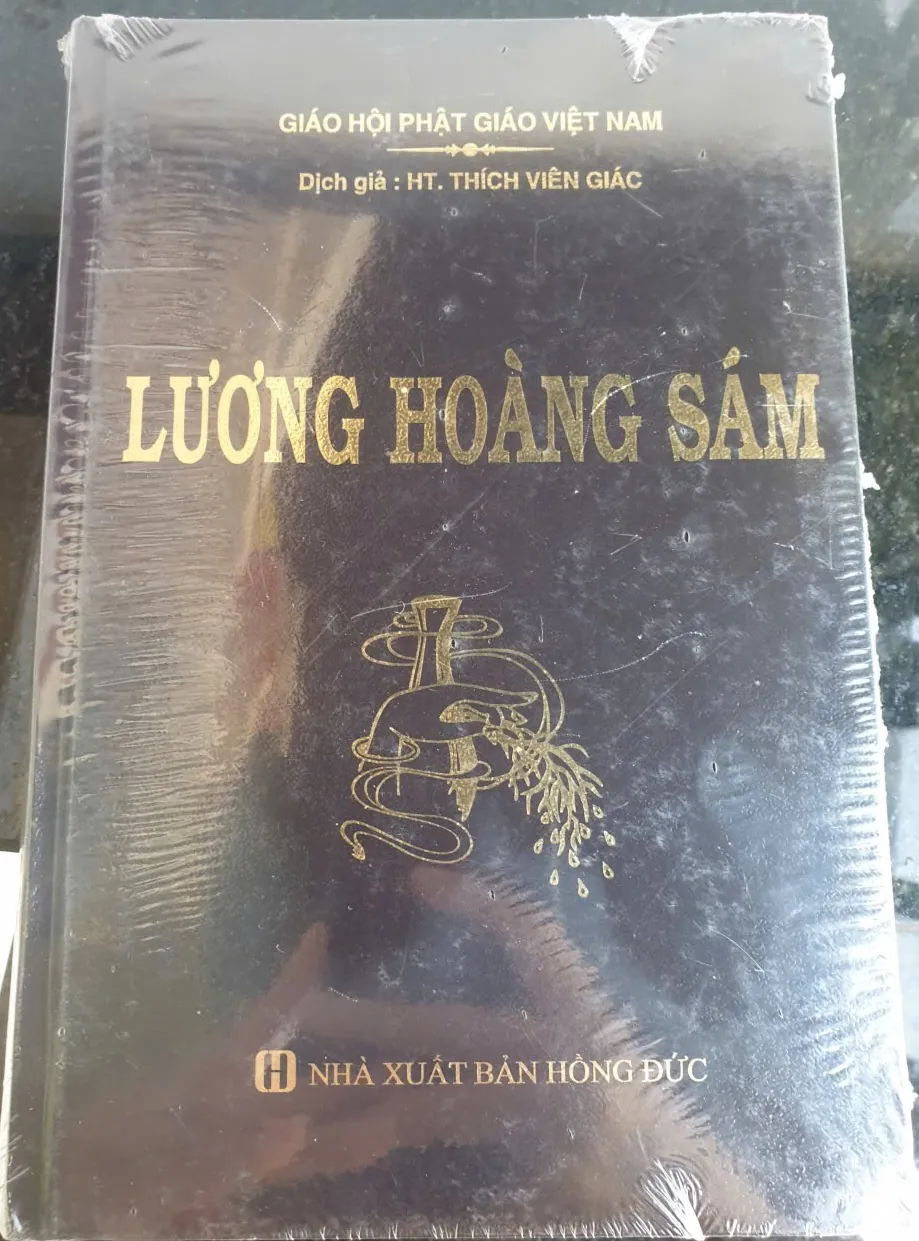 GIÁO HỘI PHẬT GIÁO VIỆT NAM
Dịch giả : HT. THÍCH VIÊN GIÁC
LƯƠNG HOÀNG SÁM
NHÀ XUẤT BẢN HỒNG ĐỨC